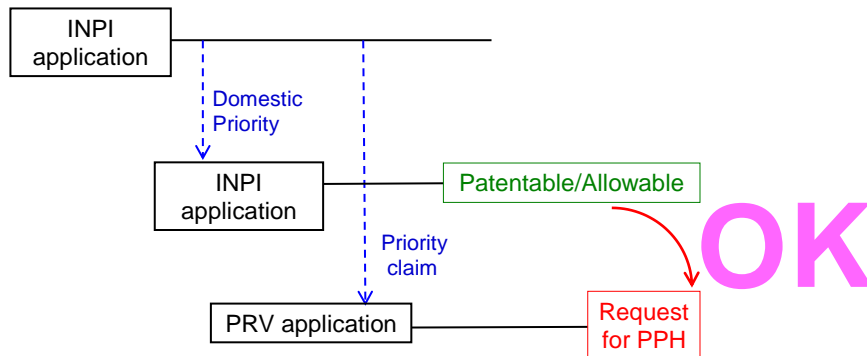 INPI
application
Domestic
Priority
INPI
application
Patentable/Allowable
OK
Priority
claim
PRV application
Request
for PPH